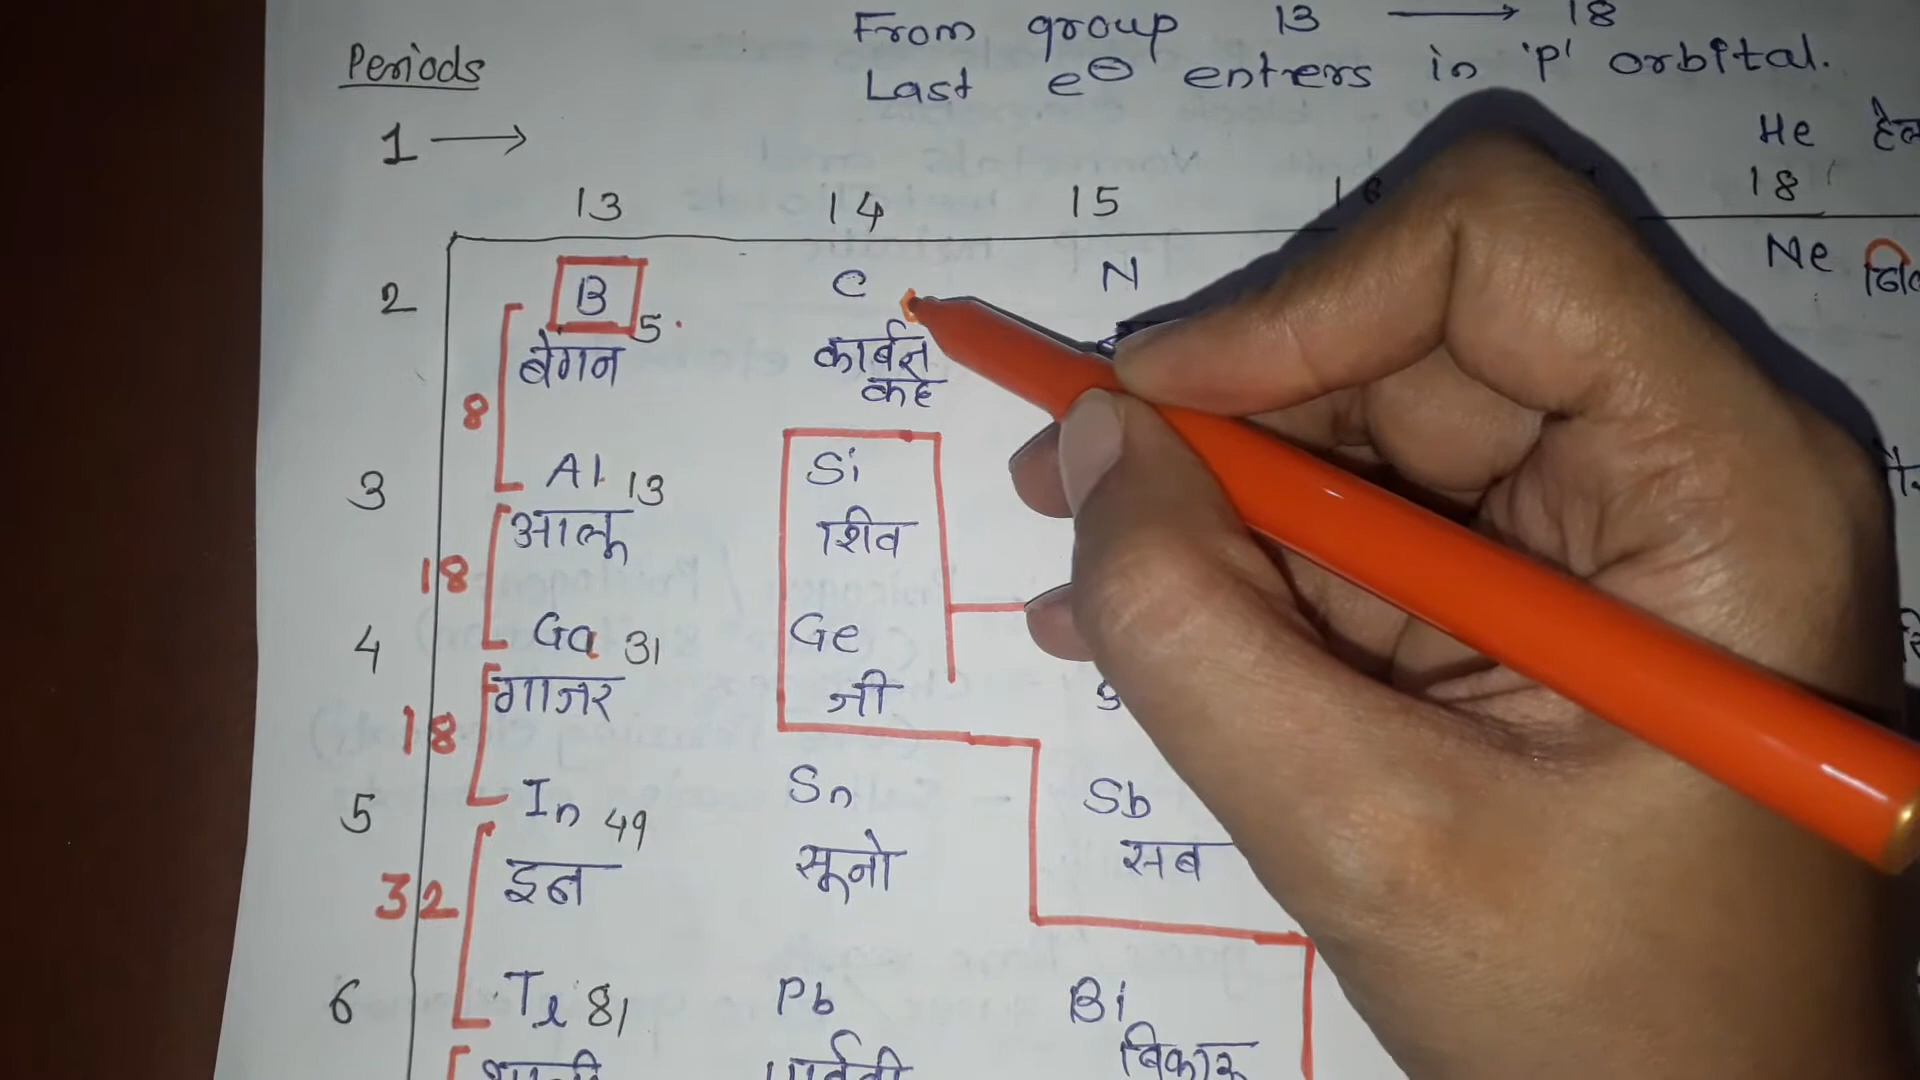 From group 13 → 18
Periods
Last e⊖ enters in 'p' orbital.
He
1 →
18
13 14 15 16
2 B 5 C N Ne
बेगन कार्बन
कहे
8
3 Al 13 Si
आलू शिव
18
4 Ga 31 Ge
गाजर जी
18
5 In 49 Sn Sb
इन सूनो सब
32
6 Tl 81 Pb Bi